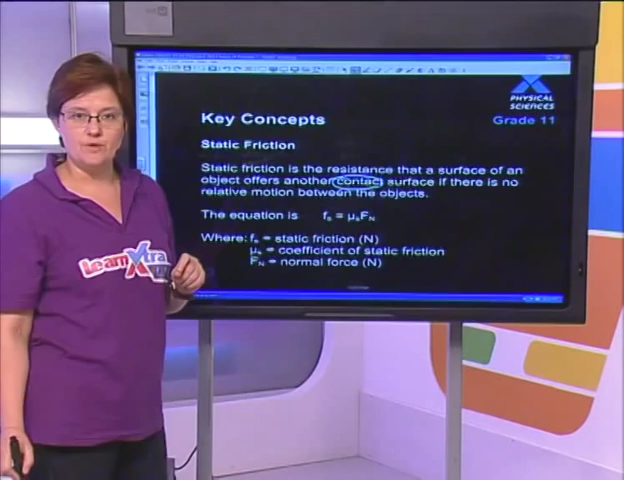 Learn Xtra
PHYSICAL
SCIENCES
Key Concepts
Grade 11
Static Friction
Static friction is the resistance that a surface of an
object offers another contact surface if there is no
relative motion between the objects.
The equation is fs = μsFN
Where: fs = static friction (N)
μs = coefficient of static friction
FN = normal force (N)